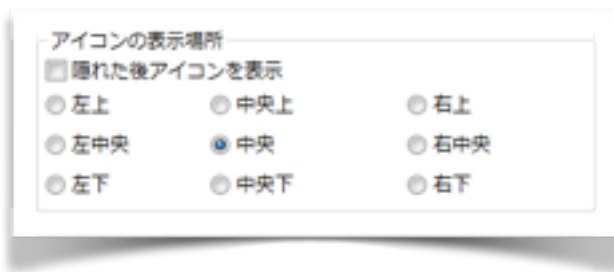 アイコンの表示場所
隠れた後アイコンを表示
左上 中央上 右上
左中央 中央 右中央
左下 中央下 右下